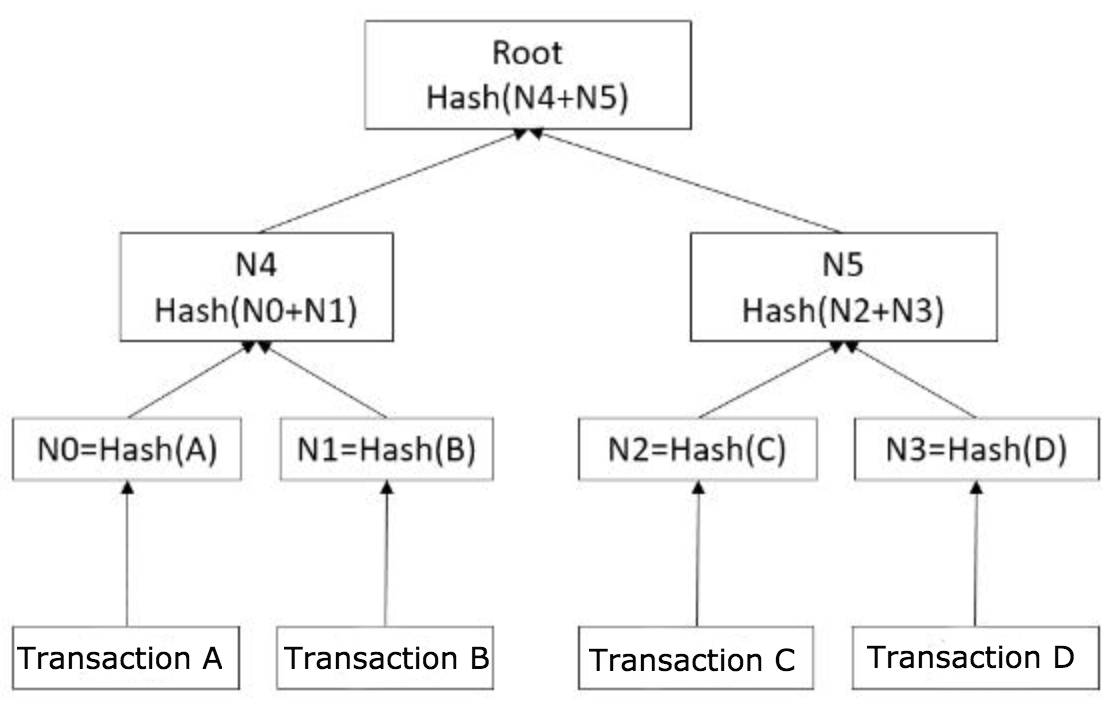 Root
Hash(N4+N5)
N4
Hash(N0+N1)
N5
Hash(N2+N3)
N0=Hash(A)
N1=Hash(B)
N2=Hash(C)
N3=Hash(D)
Transaction A
Transaction B
Transaction C
Transaction D